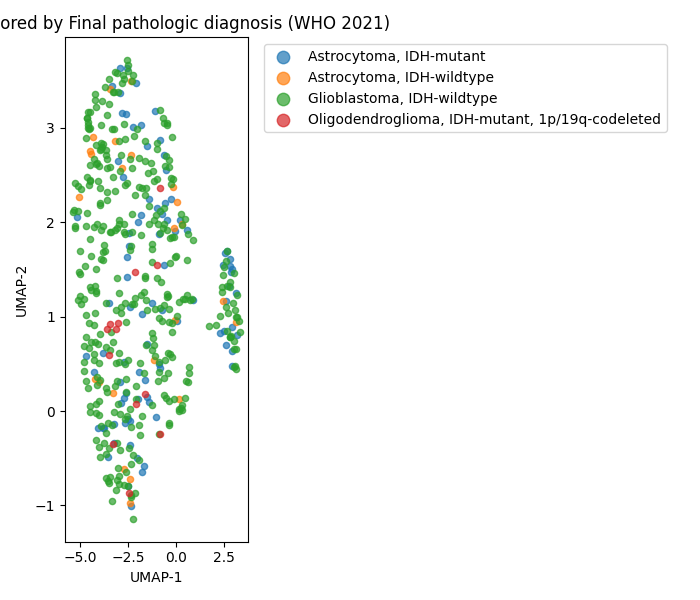 ored by Final pathologic diagnosis (WHO 2021)
Astrocytoma, IDH-mutant
Astrocytoma, IDH-wildtype
Glioblastoma, IDH-wildtype
Oligodendroglioma, IDH-mutant, 1p/19q-codeleted
3
2
1
0
−1
UMAP-2
−5.0 −2.5 0.0 2.5
UMAP-1